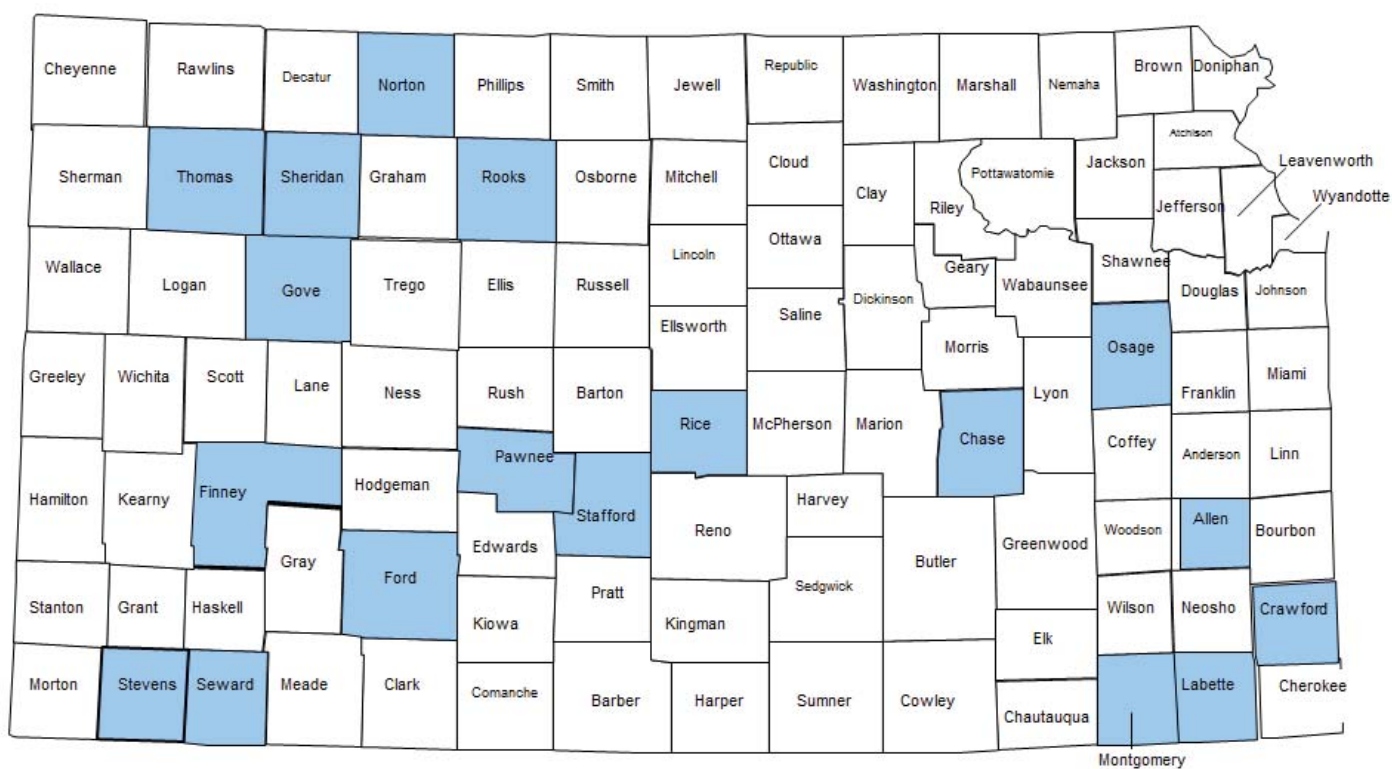 Cheyenne
Rawlins
Decatur
Norton
Phillips
Smith
Jewell
Republic
Washington
Marshall
Nemaha
Brown
Doniphan
Atchison
Sherman
Thomas
Sheridan
Graham
Rooks
Osborne
Mitchell
Cloud
Clay
Riley
Pottawatomie
Jackson
Jefferson
Leavenworth
Wyandotte
Wallace
Logan
Gove
Trego
Ellis
Russell
Lincoln
Ottawa
Dickinson
Geary
Wabaunsee
Shawnee
Douglas
Johnson
Ellsworth
Saline
Morris
Osage
Greeley
Wichita
Scott
Lane
Ness
Rush
Barton
Rice
McPherson
Marion
Chase
Lyon
Franklin
Miami
Coffey
Anderson
Linn
Hamilton
Kearny
Finney
Hodgeman
Pawnee
Stafford
Reno
Harvey
Butler
Greenwood
Woodson
Allen
Bourbon
Gray
Ford
Edwards
Pratt
Sedgwick
Stanton
Grant
Haskell
Kiowa
Kingman
Elk
Wilson
Neosho
Crawford
Morton
Stevens
Seward
Meade
Clark
Comanche
Barber
Harper
Sumner
Cowley
Chautauqua
Labette
Cherokee
Montgomery